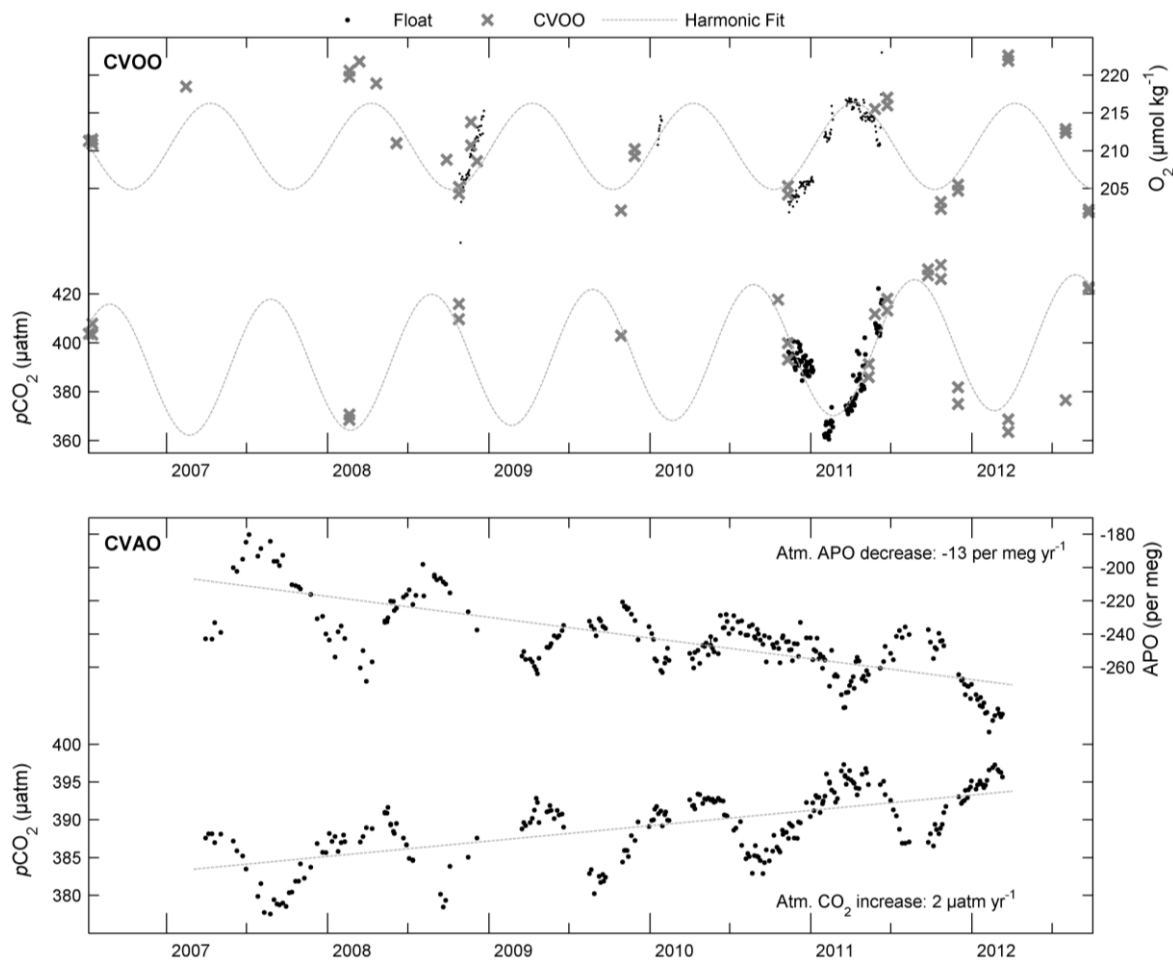 Float CVOO Harmonic Fit
CVOO
220
215
210
205
O₂ (µmol kg⁻¹)
420
400
380
360
pCO₂ (µatm)
2007 2008 2009 2010 2011 2012
CVAO
Atm. APO decrease: -13 per meg yr⁻¹
-180
-200
-220
-240
-260
APO (per meg)
400
395
390
385
380
pCO₂ (µatm)
Atm. CO₂ increase: 2 µatm yr⁻¹
2007 2008 2009 2010 2011 2012